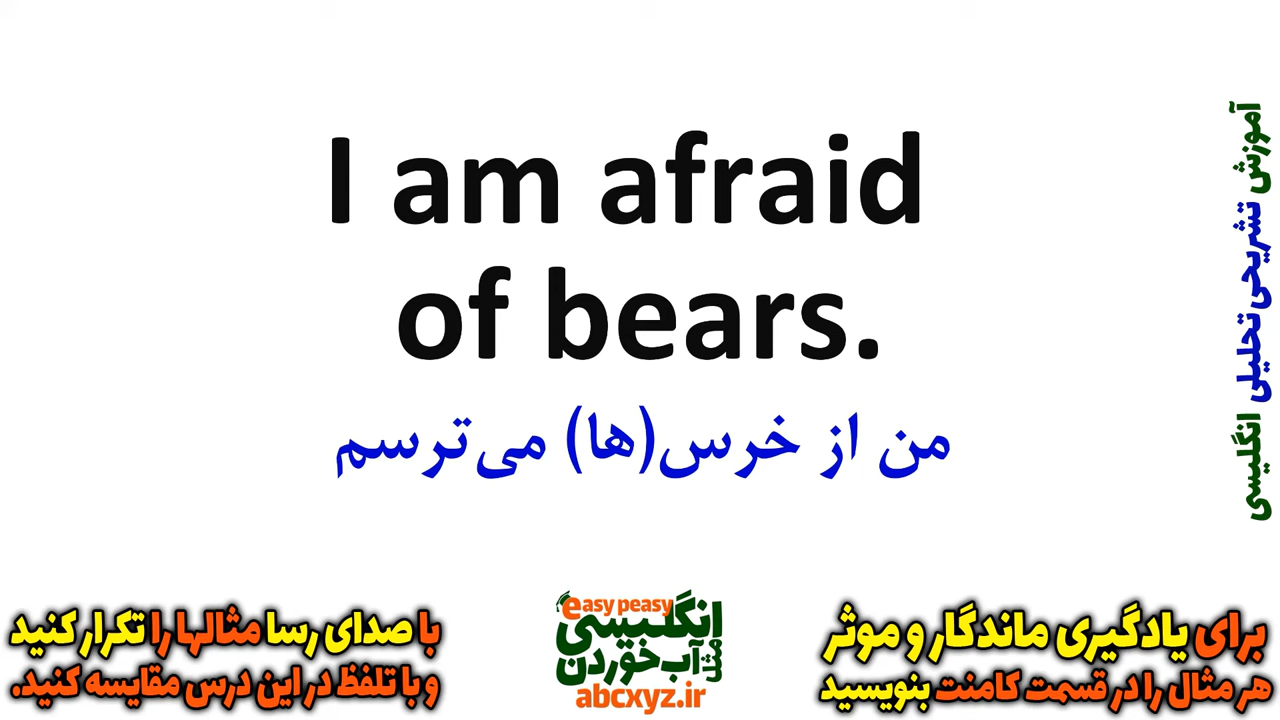 I am afraid
of bears.
من از خرس(ها) می‌ترسم
آموزش تشریحی تحلیلی انگلیسی
برای یادگیری ماندگار و موثر
هر مثال را در قسمت کامنت بنویسید
easy peasy
انگلیسی
مثل آب خوردن
abcxyz.ir
با صدای رسا مثالها را تکرار کنید
و با تلفظ در این درس مقایسه کنید.